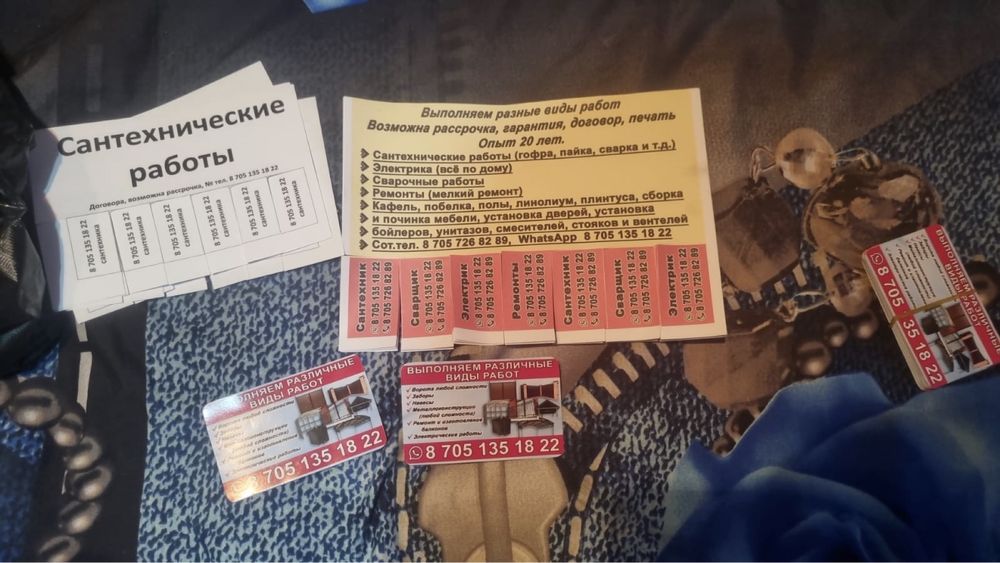 Сантехнические
работы
Договора, возможна рассрочка, № тел. 8 705 135 18 22
8 705 135 18 22
сантехника
8 705 135 18 22
сантехника
8 705 135 18 22
сантехника
8 705 135 18 22
сантехника
8 705 135 18 22
сантехника
8 705 135 18 22
сантехника
Выполняем разные виды работ
Возможна рассрочка, гарантия, договор, печать
Опыт 20 лет.
Сантехнические работы (гофра, пайка, сварка и т.д.)
Электрика (всё по дому)
Сварочные работы
Ремонты (мелкий ремонт)
Кафель, побелка, полы, линолиум, плинтуса, сборка
и починка мебели, установка дверей, установка
бойлеров, унитазов, смесителей, стояков и вентелей
Сот.тел. 8 705 726 82 89, WhatsApp 8 705 135 18 22
Сантехник
8 705 135 18 22
8 705 726 82 89
Сварщик
8 705 135 18 22
8 705 726 82 89
Электрик
8 705 135 18 22
8 705 726 82 89
Ремонты
8 705 135 18 22
8 705 726 82 89
Сантехник
8 705 135 18 22
8 705 726 82 89
Сварщик
8 705 135 18 22
8 705 726 82 89
Электрик
8 705 135 18 22
8 705 726 82 89
ОЛНЯЕМ РАЗЛИЧНЫЕ
ВИДЫ РАБОТ
Ворота любой сложности
8 705 135 18 22
ВЫПОЛНЯЕМ РАЗЛИЧНЫЕ
ВИДЫ РАБОТ
Ворота любой сложности
Заборы
Навесы
Металлоконструкции
(любой сложности)
Ремонт и изготовление
балконов
Электрические работы
8 705 135 18 22
ВЫПОЛНЯЕМ РАЗЛИЧНЫЕ
ВИДЫ РАБОТ
8 705 35 18 22